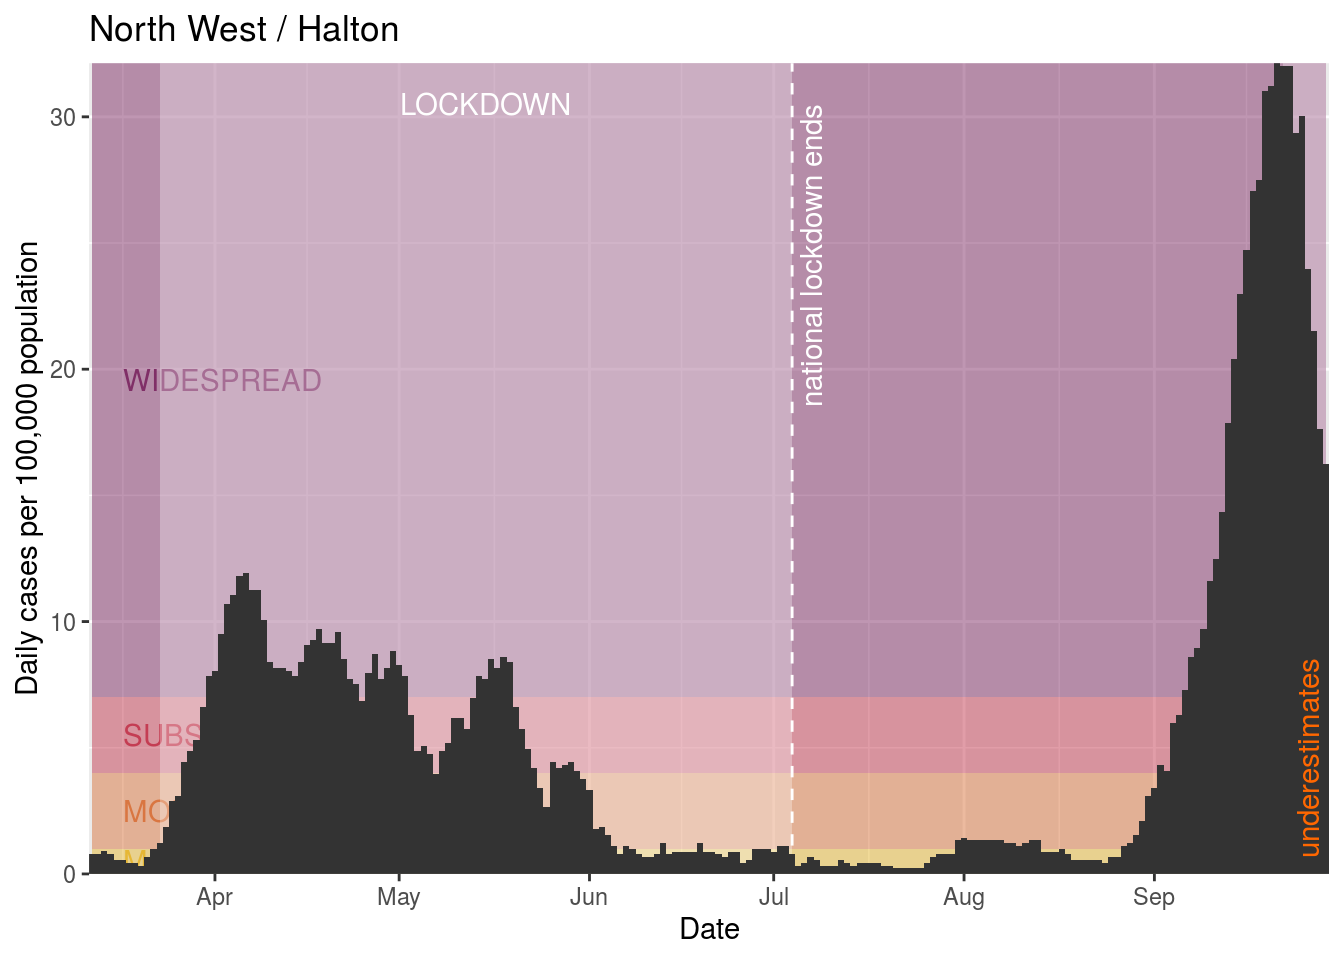 North West / Halton
Daily cases per 100,000 population
30
20
10
0
LOCKDOWN
national lockdown ends
WIDESPREAD
SUBS
MO
M
underestimates
Apr
May
Jun
Jul
Aug
Sep
Date